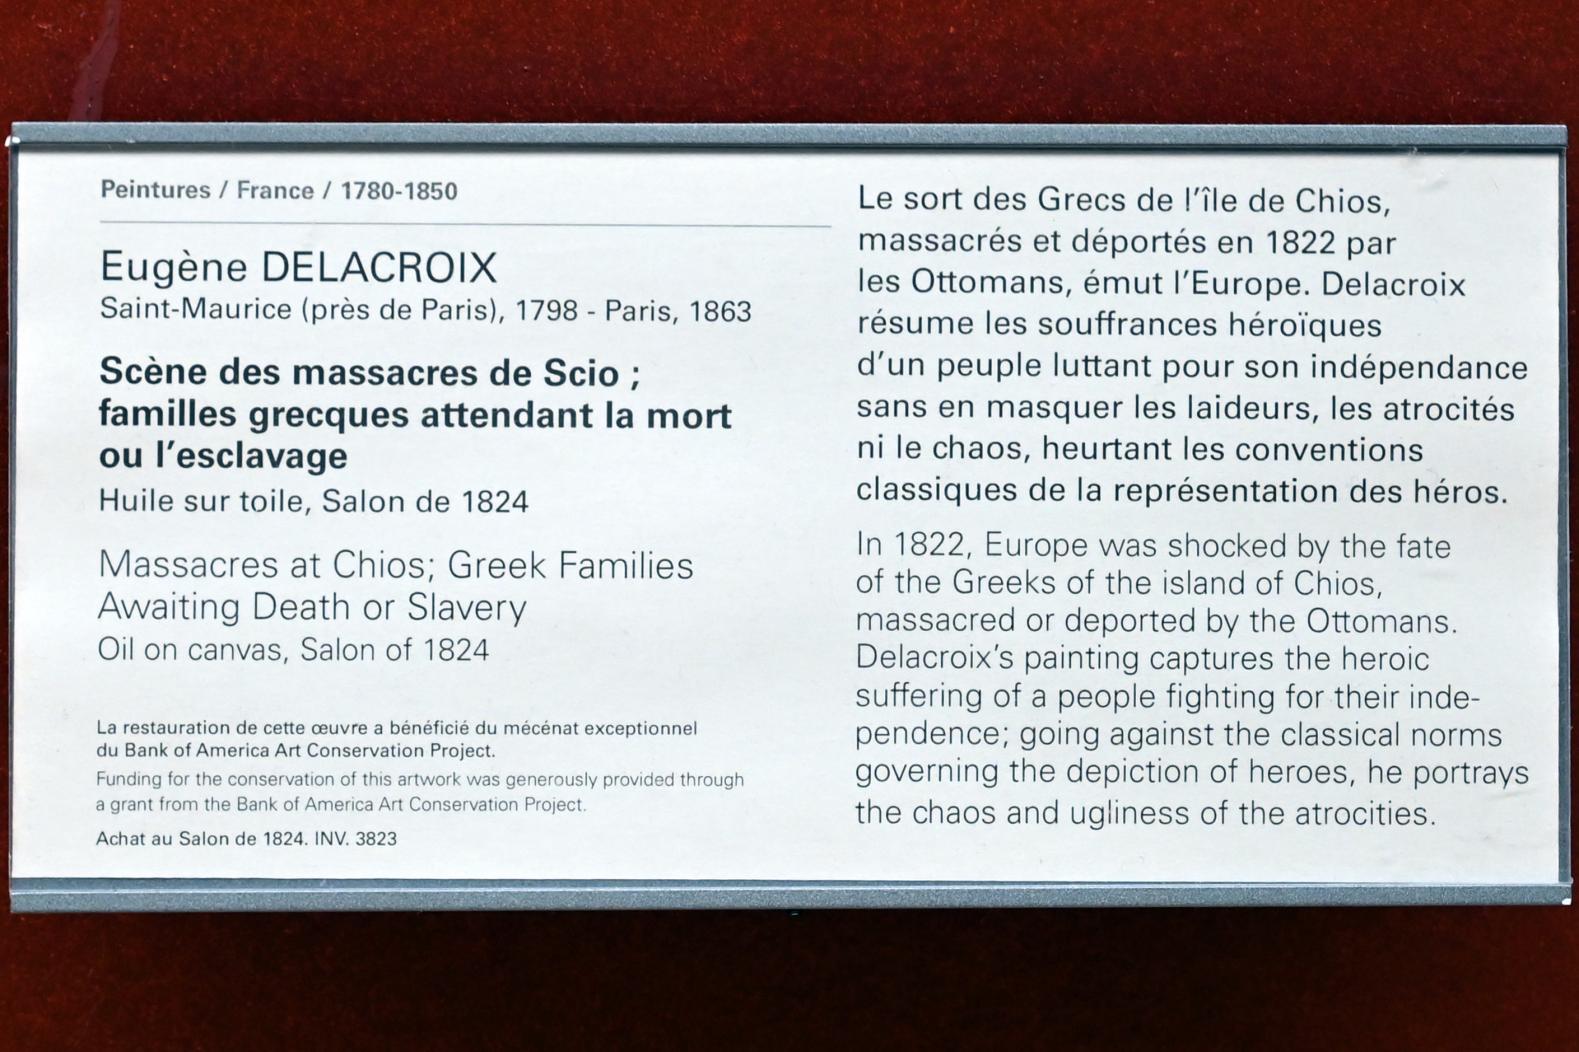 Peintures / France / 1780-1850
Eugène DELACROIX
Saint-Maurice (près de Paris), 1798 - Paris, 1863
Scène des massacres de Scio ;
familles grecques attendant la mort
ou l'esclavage
Huile sur toile, Salon de 1824
Massacres at Chios; Greek Families
Awaiting Death or Slavery
Oil on canvas, Salon of 1824
La restauration de cette œuvre a bénéficié du mécénat exceptionnel
du Bank of America Art Conservation Project.
Funding for the conservation of this artwork was generously provided through
a grant from the Bank of America Art Conservation Project.
Achat au Salon de 1824. INV. 3823
Le sort des Grecs de l'île de Chios,
massacrés et déportés en 1822 par
les Ottomans, émut l'Europe. Delacroix
résume les souffrances héroïques
d'un peuple luttant pour son indépendance
sans en masquer les laideurs, les atrocités
ni le chaos, heurtant les conventions
classiques de la représentation des héros.
In 1822, Europe was shocked by the fate
of the Greeks of the island of Chios,
massacred or deported by the Ottomans.
Delacroix's painting captures the heroic
suffering of a people fighting for their inde-
pendence; going against the classical norms
governing the depiction of heroes, he portrays
the chaos and ugliness of the atrocities.